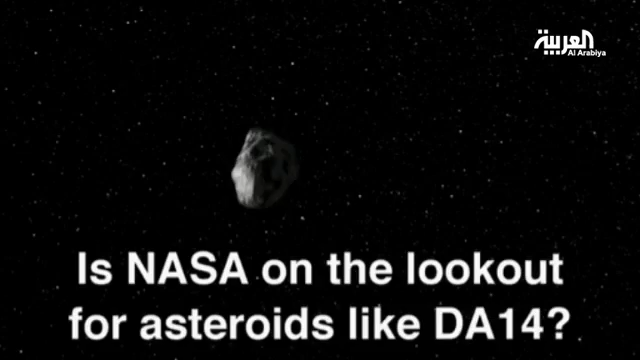 العربية
Al Arabiya
Is NASA on the lookout
for asteroids like DA14?